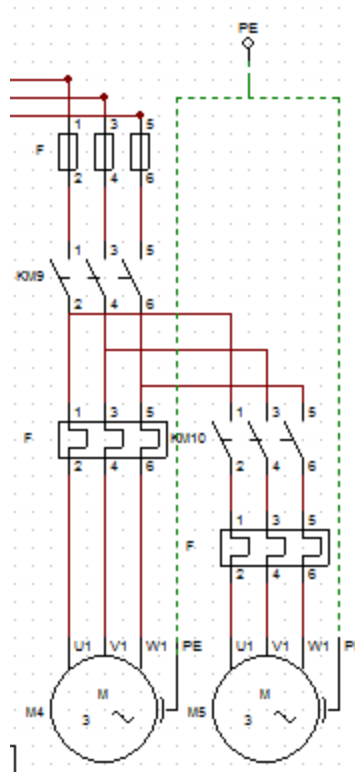 PE
1 3 5
F
2 4 6
1 3 5
KM9
2 4 6
1 3 5 1 3 5
F KM10
2 4 6 2 4 6
1 3 5
F
2 4 6
U1 V1 W1 PE U1 V1 W1
M4 M 3 M5 M 3